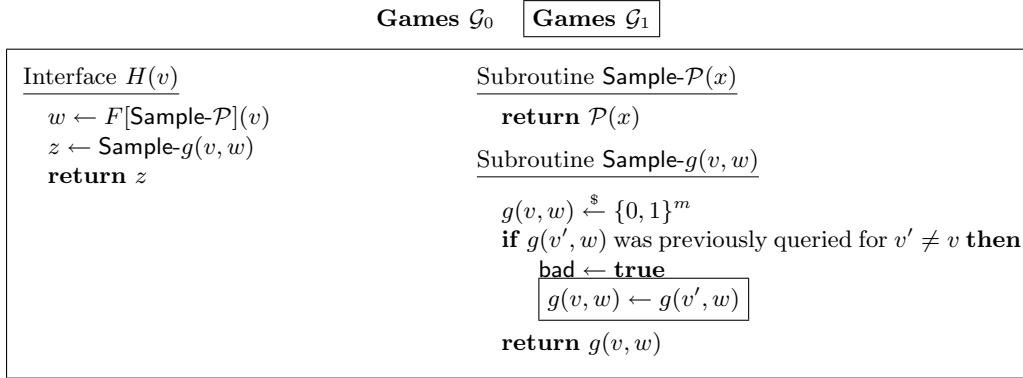 Games 𝒢₀ Games 𝒢₁
Interface H(v)
w ← F[Sample-𝒫](v)
z ← Sample-g(v, w)
return z
Subroutine Sample-𝒫(x)
return 𝒫(x)
Subroutine Sample-g(v, w)
g(v, w) ←$ {0, 1}ᵐ
if g(v′, w) was previously queried for v′ ≠ v then
bad ← true
g(v, w) ← g(v′, w)
return g(v, w)